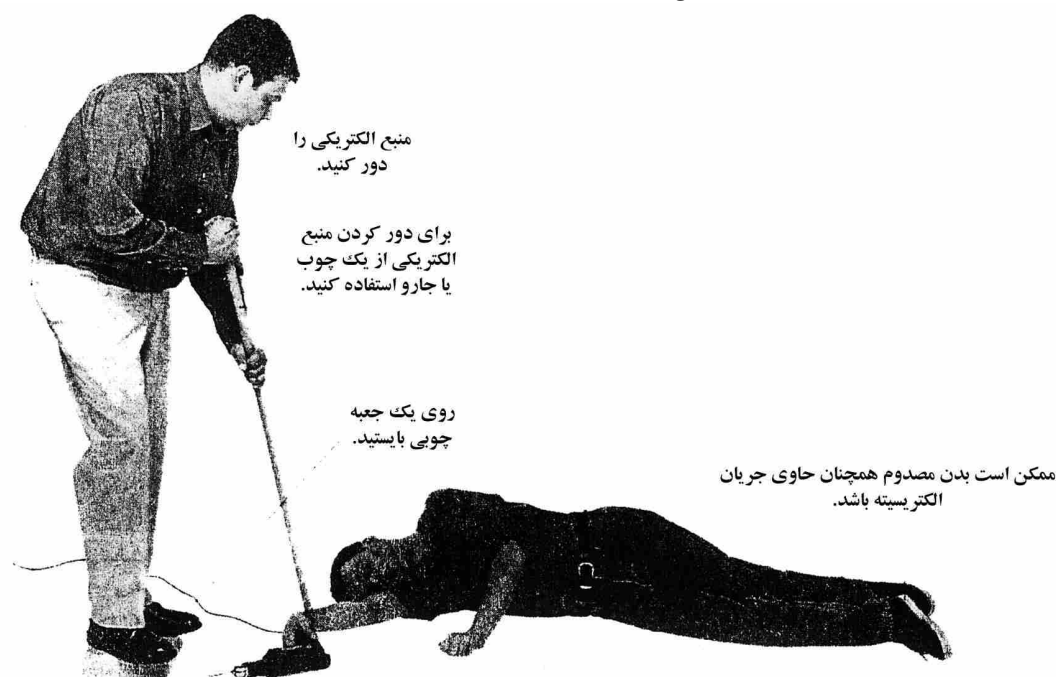 منبع الکتریکی را
دور کنید.
برای دور کردن منبع
الکتریکی از یک چوب
یا جارو استفاده کنید.
روی یک جعبه
چوبی بایستید.
ممکن است بدن مصدوم همچنان حاوی جریان
الکتریسیته باشد.